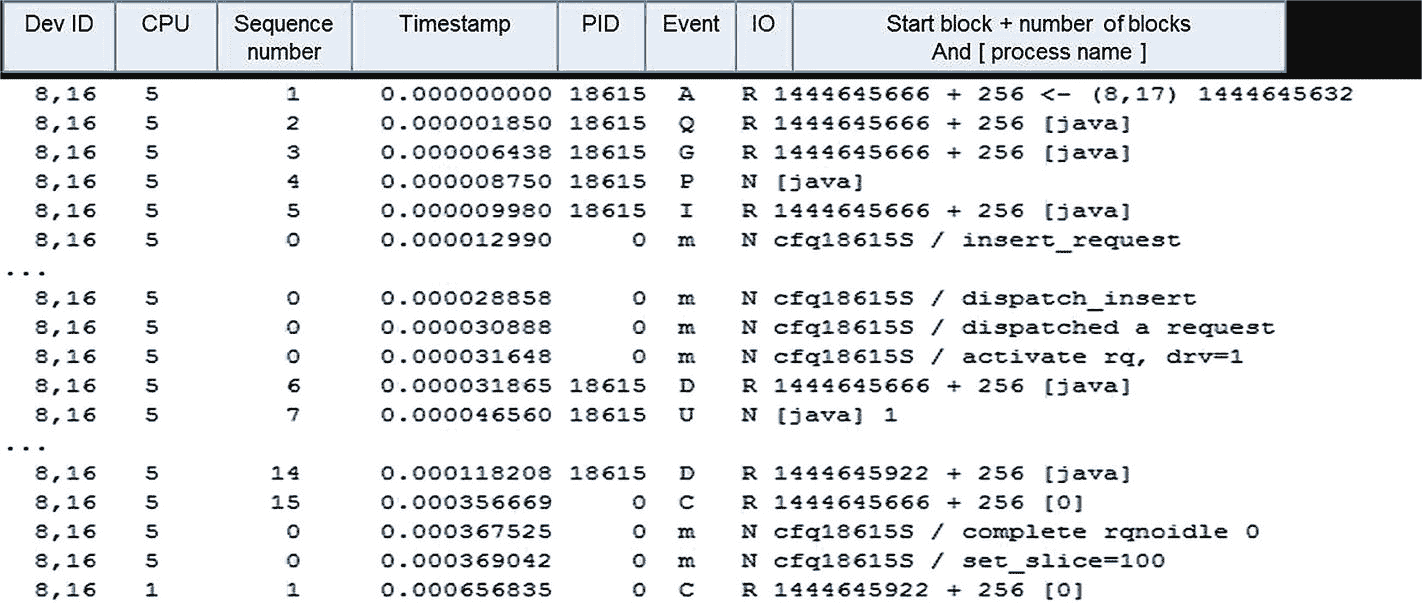 Dev ID CPU Sequence number Timestamp PID Event IO Start block + number of blocks And [ process name ]
8,16 5 1 0.000000000 18615 A R 1444645666 + 256 <- (8,17) 1444645632
8,16 5 2 0.000001850 18615 Q R 1444645666 + 256 [java]
8,16 5 3 0.000006438 18615 G R 1444645666 + 256 [java]
8,16 5 4 0.000008750 18615 P N [java]
8,16 5 5 0.000009980 18615 I R 1444645666 + 256 [java]
8,16 5 0 0.000012990 0 m N cfq18615S / insert_request
...
8,16 5 0 0.000028858 0 m N cfq18615S / dispatch_insert
8,16 5 0 0.000030888 0 m N cfq18615S / dispatched a request
8,16 5 0 0.000031648 0 m N cfq18615S / activate rq, drv=1
8,16 5 6 0.000031865 18615 D R 1444645666 + 256 [java]
8,16 5 7 0.000046560 18615 U N [java] 1
...
8,16 5 14 0.000118208 18615 D R 1444645922 + 256 [java]
8,16 5 15 0.000356669 0 C R 1444645666 + 256 [0]
8,16 5 0 0.000367525 0 m N cfq18615S / complete rqnoidle 0
8,16 5 0 0.000369042 0 m N cfq18615S / set_slice=100
8,16 1 1 0.000656835 0 C R 1444645922 + 256 [0]